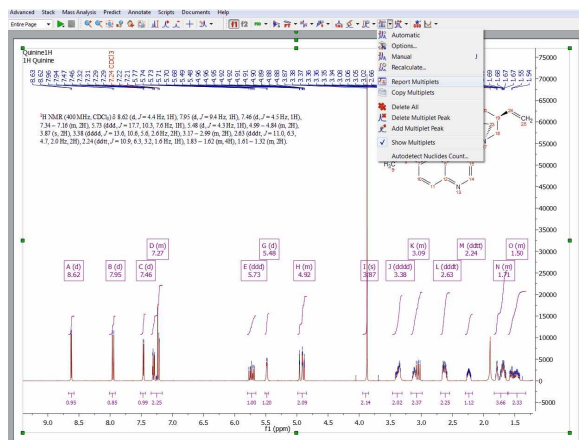 Advanced Stack Mass Analysis Predict Annotate Scripts Documents Help
Entire Page
Automatic
Options...
Manual J
Recalculate...
Report Multiplets
Copy Multiplets
Delete All
Delete Multiplet Peak
Add Multiplet Peak
Show Multiplets
Autodetect Nuclides Count...
Quinine1H
1H Quinine
7.24 CDCl3
¹H NMR (400 MHz, CDCl₃) δ 8.62 (d, J = 4.4 Hz, 1H), 7.95 (d, J = 9.4 Hz, 1H), 7.46 (d, J = 4.5 Hz, 1H),
7.34 – 7.16 (m, 2H), 5.73 (ddd, J = 17.7, 10.3, 7.6 Hz, 1H), 5.48 (d, J = 4.3 Hz, 1H), 4.99 – 4.84 (m, 2H),
3.87 (s, 2H), 3.38 (dddd, J = 13.6, 10.6, 5.6, 2.6 Hz, 2H), 3.17 – 2.99 (m, 2H), 2.63 (dddt, J = 11.0, 6.3,
4.7, 2.0 Hz, 2H), 2.24 (ddtt, J = 10.9, 6.3, 3.2, 1.6 Hz, 1H), 1.83 – 1.62 (m, 4H), 1.61 – 1.32 (m, 2H).
75000
70000
65000
60000
55000
50000
45000
40000
35000
30000
25000
20000
15000
10000
5000
0
-5000
D (m)
7.27
G (d)
5.48
K (m)
3.09
M (ddtt)
2.24
O (m)
1.50
A (d)
8.62
B (d)
7.95
C (d)
7.46
E (ddd)
5.73
H (m)
4.92
I (s)
3.87
J (dddd)
3.38
L (dddt)
2.63
N (m)
1.71
0.95 0.85 0.99 2.25 1.00 1.20 2.09 2.14 2.02 2.37 2.25 1.12 3.66 2.33
9.0 8.5 8.0 7.5 7.0 6.5 6.0 5.5 5.0 4.5 4.0 3.5 3.0 2.5 2.0 1.5
f1 (ppm)